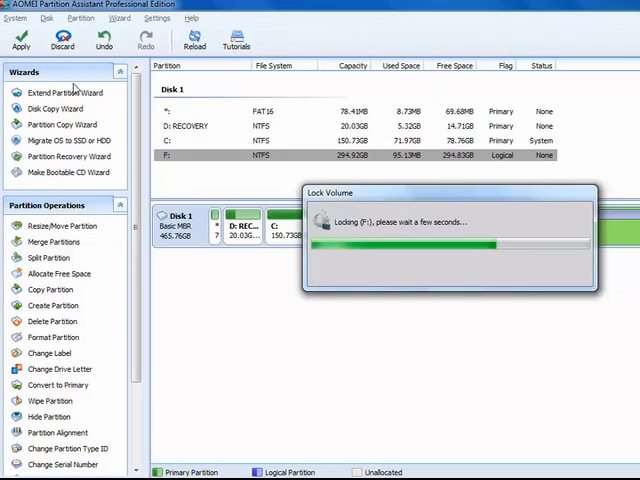 AOMEI Partition Assistant Professional Edition
System Disk Partition Wizard Settings Help
Apply Discard Undo Redo Reload Tutorials
Wizards
Extend Partition Wizard
Disk Copy Wizard
Partition Copy Wizard
Migrate OS to SSD or HDD
Partition Recovery Wizard
Make Bootable CD Wizard
Partition Operations
Resize/Move Partition
Merge Partitions
Split Partition
Allocate Free Space
Copy Partition
Create Partition
Delete Partition
Format Partition
Change Label
Change Drive Letter
Convert to Primary
Wipe Partition
Hide Partition
Partition Alignment
Change Partition Type ID
Change Serial Number
Partition File System Capacity Used Space Free Space Flag Status
Disk 1
*: FAT16 78.41MB 8.73MB 69.68MB Primary None
D: RECOVERY NTFS 20.03GB 5.32GB 14.71GB Primary None
C: NTFS 150.73GB 71.97GB 78.76GB Primary System
F: NTFS 294.92GB 95.13MB 294.83GB Logical None
Lock Volume
Locking (F:), please wait a few seconds...
Disk 1
Basic MBR
465.76GB
*
7
D: REC...
20.03G...
C:
150.73G
Primary Partition Logical Partition Unallocated